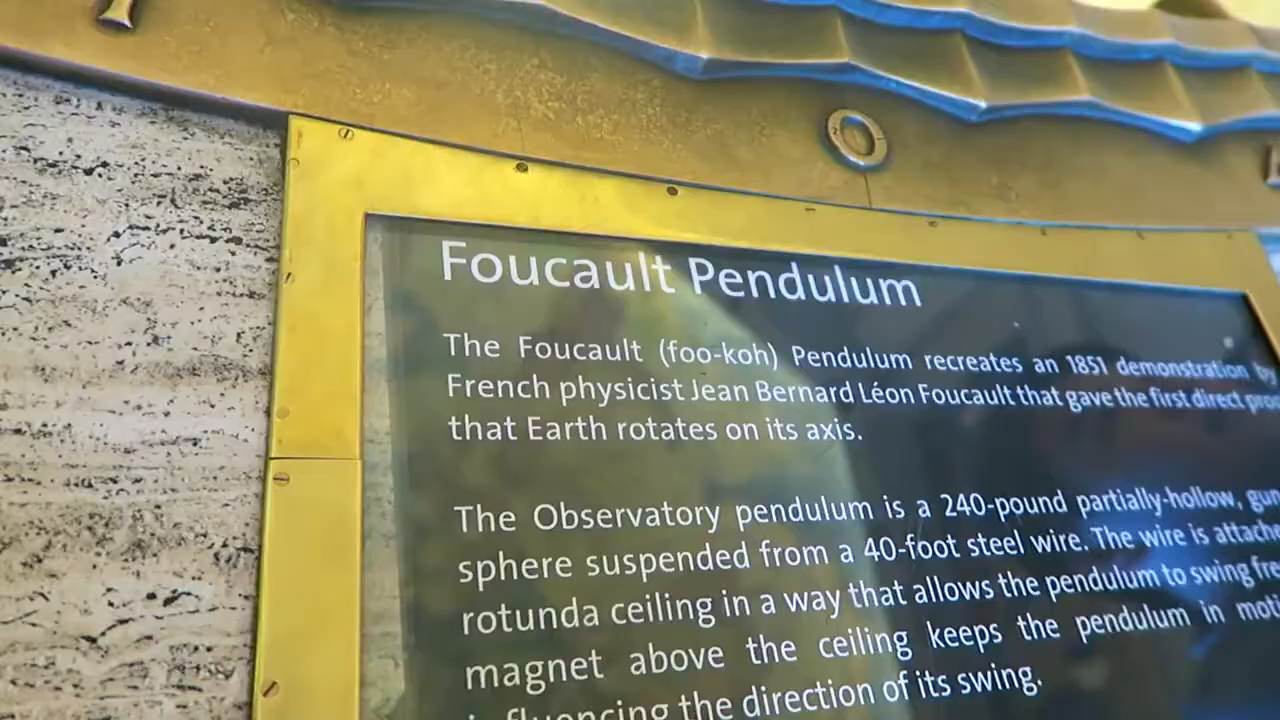 O
Foucault Pendulum
The Foucault (foo-koh) Pendulum recreates an 1851 demonstration by
French physicist Jean Bernard Léon Foucault that gave the first direct
that Earth rotates on its axis.
The Observatory pendulum is a 240-pound partially-hollow,
sphere suspended from a 40-foot steel wire. The wire is
rotunda ceiling in a way that allows the pendulum to swing
magnet above the ceiling keeps the pendulum in
influencing the direction of its swing.